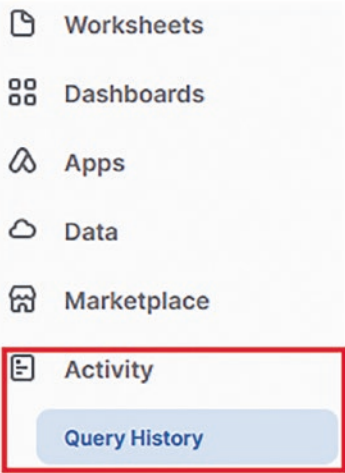 Worksheets
Dashboards
Apps
Data
Marketplace
Activity
Query History